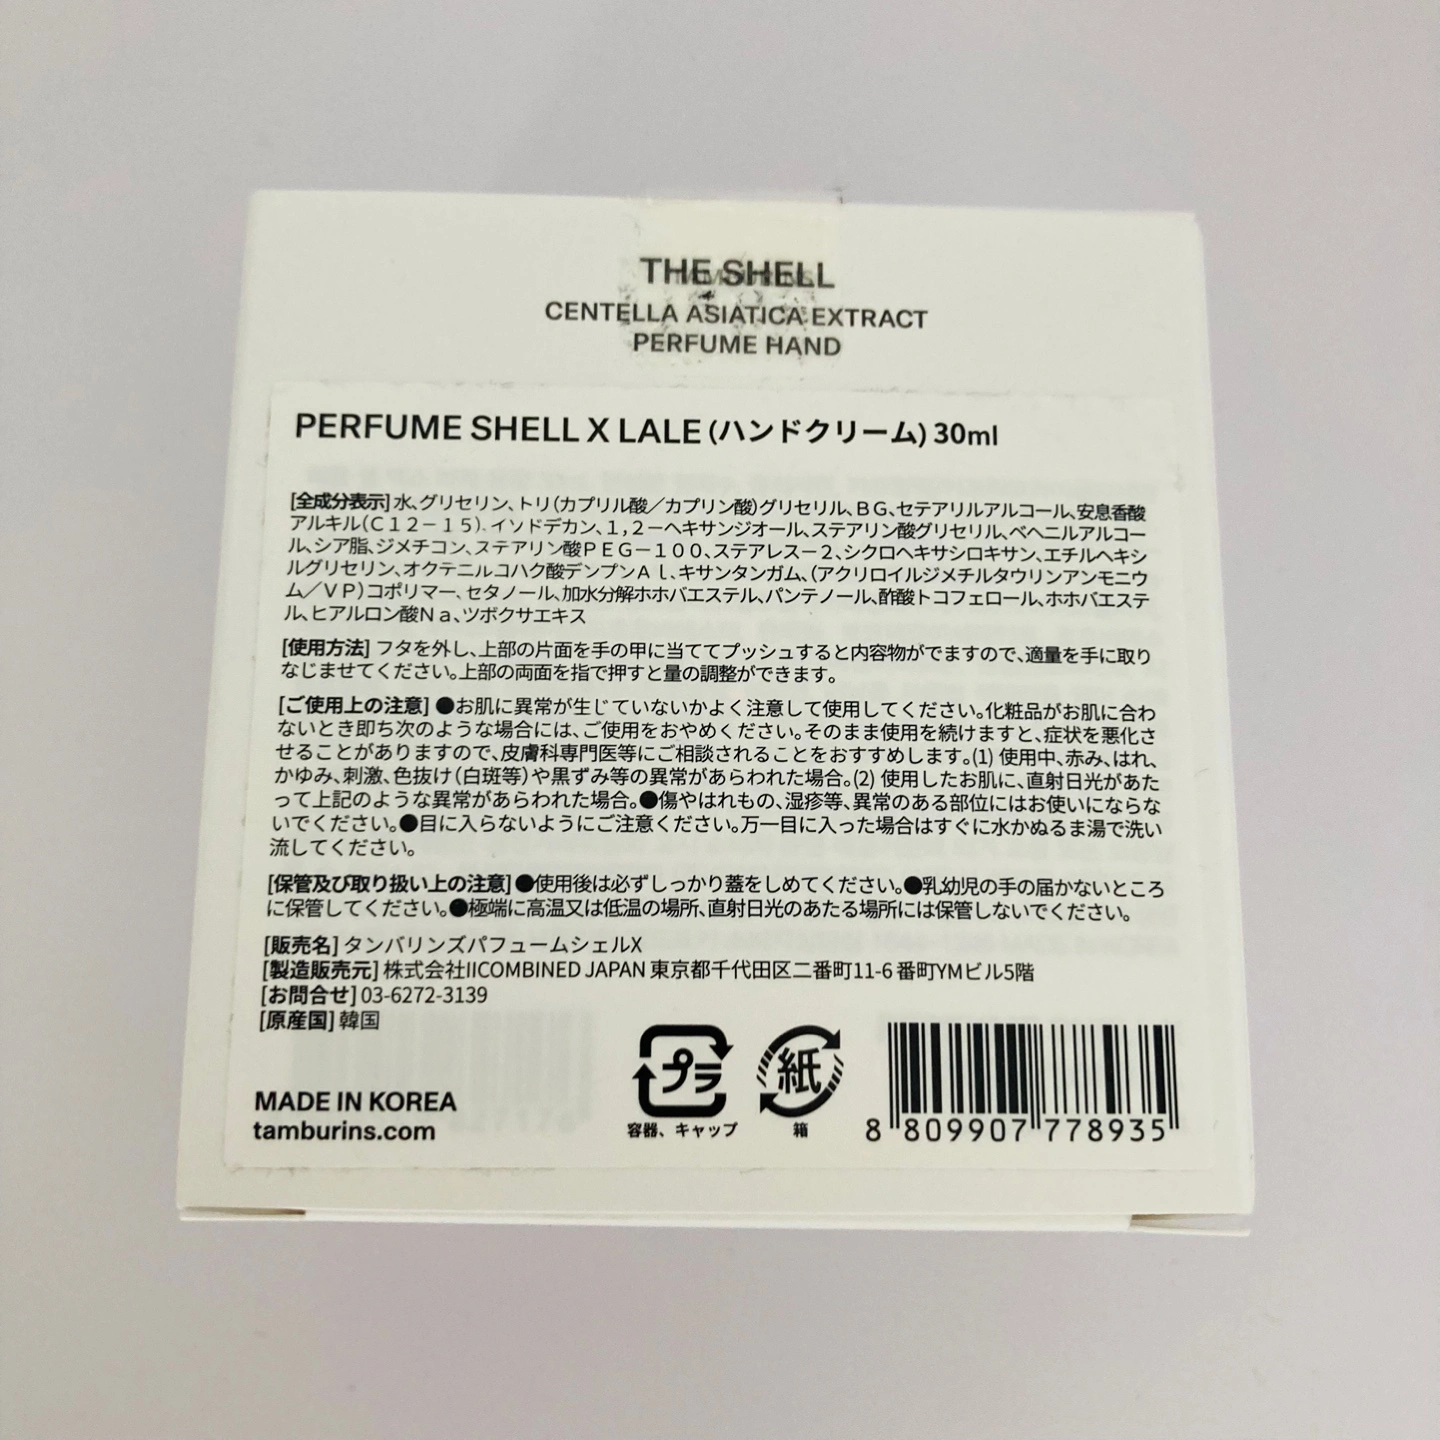 THE SHELL
CENTELLA ASIATICA EXTRACT
PERFUME HAND
PERFUME SHELL X LALE (ハンドクリーム) 30ml
[全成分表示] 水、グリセリン、トリ(カプリル酸／カプリン酸)グリセリル、BG、セテアリルアルコール、安息香酸
アルキル(C12－15)、イソドデカン、1,2－ヘキサンジオール、ステアリン酸グリセリル、ベヘニルアルコー
ル、シア脂、ジメチコン、ステアリン酸PEG－100、ステアレス－2、シクロヘキサシロキサン、エチルヘキシ
ルグリセリン、オクテニルコハク酸デンプンAl、キサンタンガム、(アクリロイルジメチルタウリンアンモニウ
ム／VP)コポリマー、セタノール、加水分解ホホバエステル、パンテノール、酢酸トコフェロール、ホホバエステ
ル、ヒアルロン酸Na、ツボクサエキス
[使用方法] フタを外し、上部の片面を手の甲に当ててプッシュすると内容物がでますので、適量を手に取り
なじませてください。上部の両面を指で押すと量の調整ができます。
[ご使用上の注意] ●お肌に異常が生じていないかよく注意して使用してください。化粧品がお肌に合わ
ないとき即ち次のような場合には、ご使用をおやめください。そのまま使用を続けますと、症状を悪化さ
せることがありますので、皮膚科専門医等にご相談されることをおすすめします。(1) 使用中、赤み、はれ、
かゆみ、刺激、色抜け(白斑等)や黒ずみ等の異常があらわれた場合。(2) 使用したお肌に、直射日光があた
って上記のような異常があらわれた場合。●傷やはれもの、湿疹等、異常のある部位にはお使いにならな
いでください。●目に入らないようにご注意ください。万一目に入った場合はすぐに水かぬるま湯で洗い
流してください。
[保管及び取り扱い上の注意] ●使用後は必ずしっかり蓋をしめてください。●乳幼児の手の届かないところ
に保管してください。●極端に高温又は低温の場所、直射日光のあたる場所には保管しないでください。
[販売名] タンバリンズパフュームシェルX
[製造販売元] 株式会社IICOMBINED JAPAN 東京都千代田区二番町11-6 番町YMビル5階
[お問合せ] 03-6272-3139
[原産国] 韓国
MADE IN KOREA
tamburins.com
プラ
容器、キャップ
紙
箱
8 809907 778935